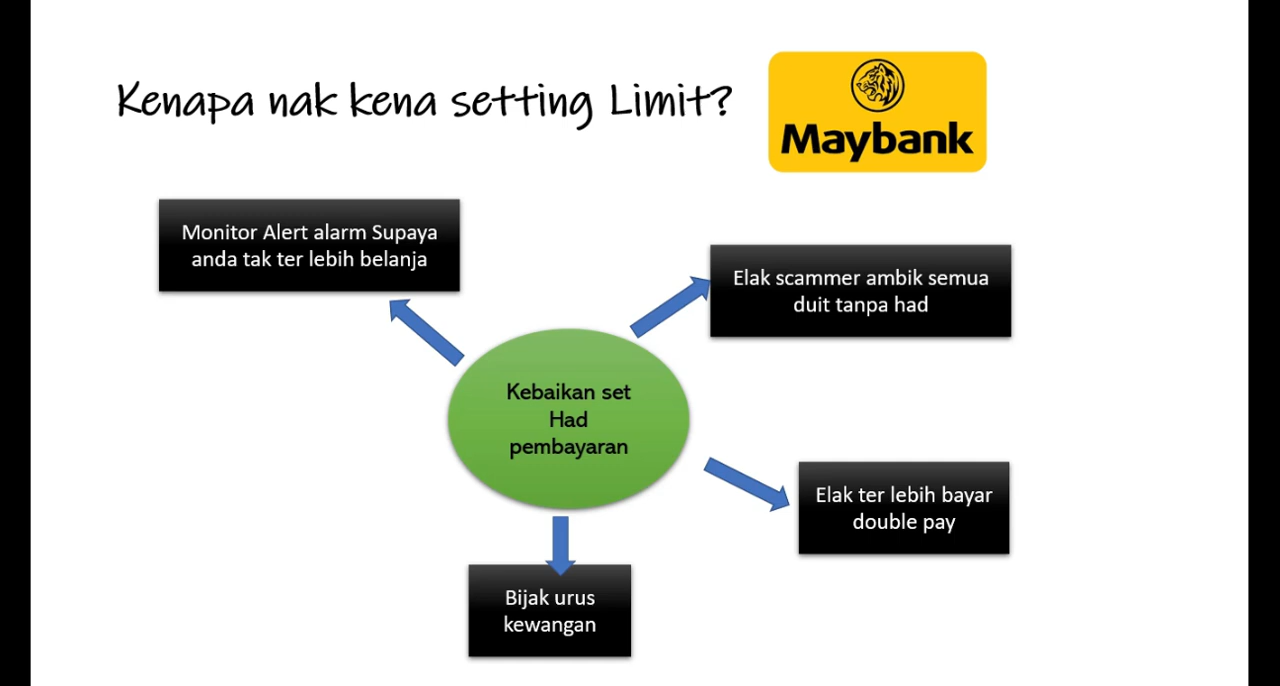 Kenapa nak kena setting Limit?
Maybank
Monitor Alert alarm Supaya
anda tak ter lebih belanja
Elak scammer ambik semua
duit tanpa had
Kebaikan set
Had
pembayaran
Elak ter lebih bayar
double pay
Bijak urus
kewangan